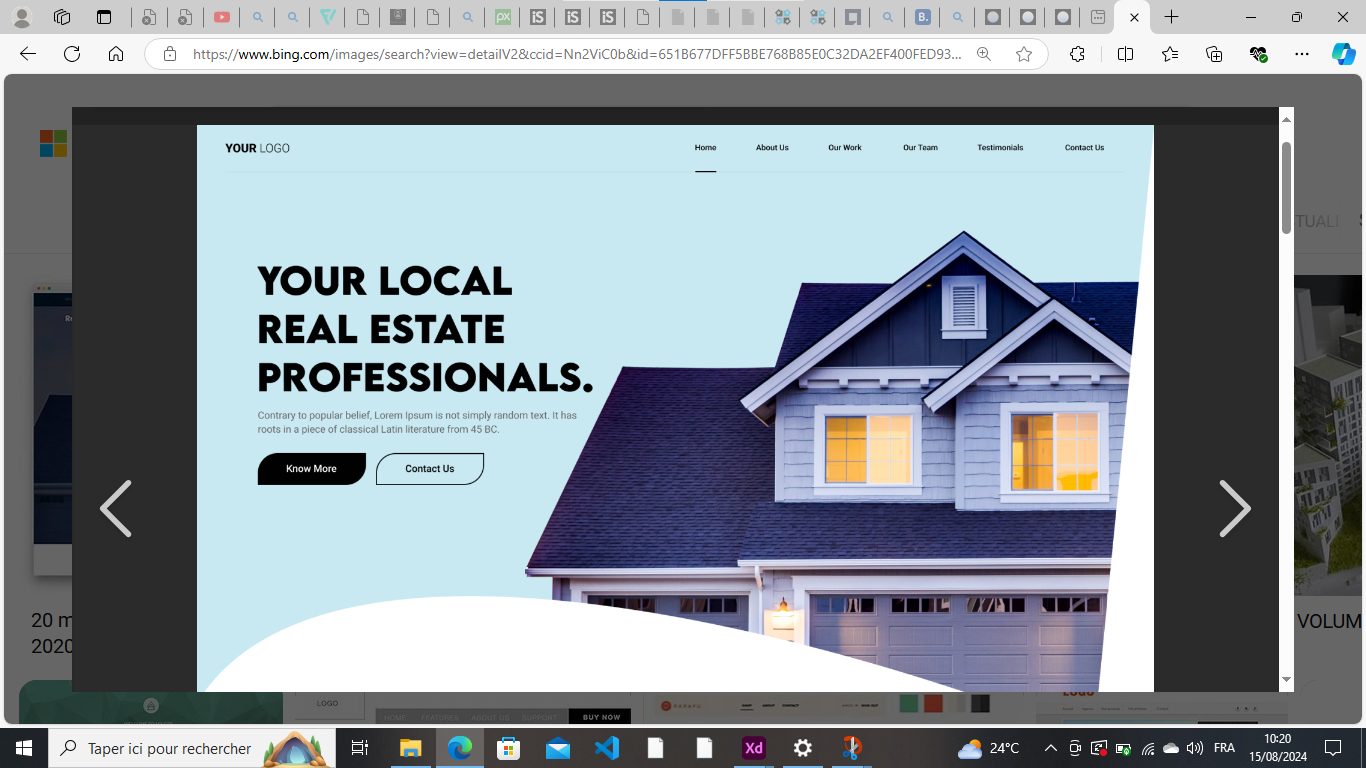 https://www.bing.com/images/search?view=detailV2&ccid=Nn2ViC0b&id=651B677DFF5BBE768B85E0C32DA2EF400FED93...
YOUR LOGO
Home About Us Our Work Our Team Testimonials Contact Us
YOUR LOCAL
REAL ESTATE
PROFESSIONALS.
Contrary to popular belief, Lorem Ipsum is not simply random text. It has
roots in a piece of classical Latin literature from 45 BC.
Know More Contact Us
20 m
2020
VOLUM
LOGO
HOME FEATURES ABOUT US SUPPORT BUY NOW
Taper ici pour rechercher
24°C
FRA
10:20
15/08/2024